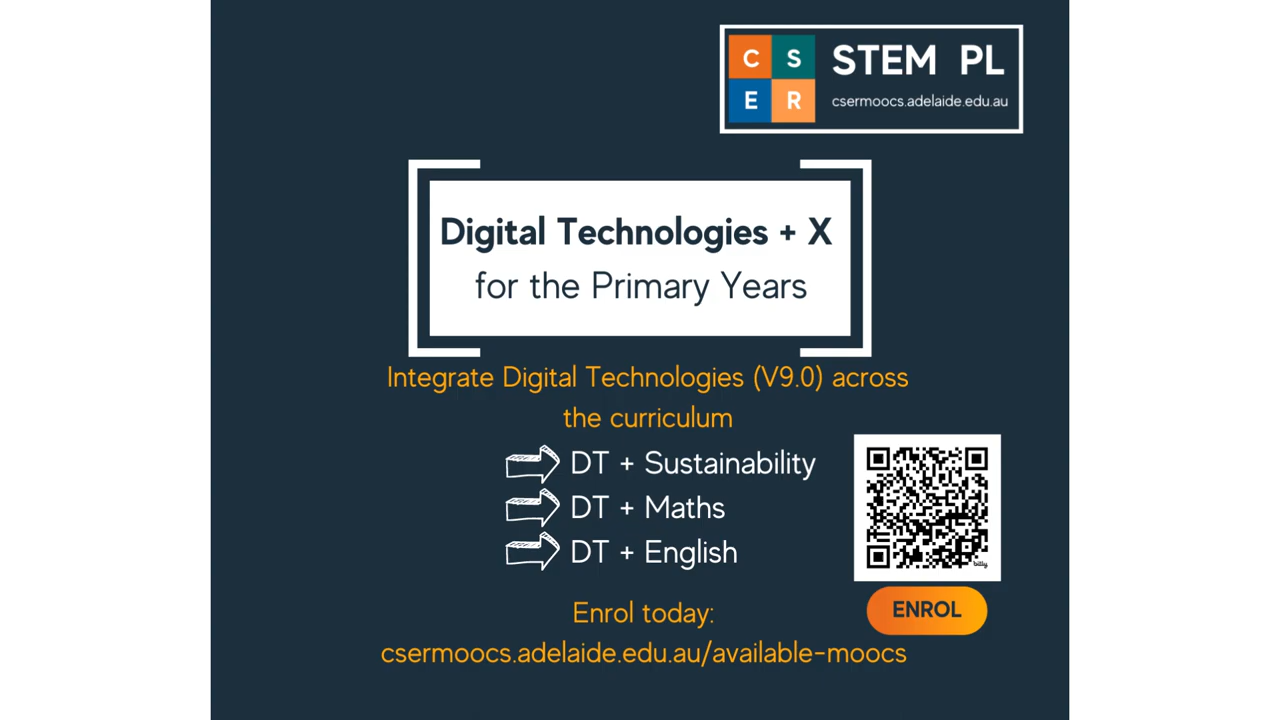 C S
E R
STEM PL
csermoocs.adelaide.edu.au
Digital Technologies + X
for the Primary Years
Integrate Digital Technologies (V9.0) across
the curriculum
DT + Sustainability
DT + Maths
DT + English
bitly
ENROL
Enrol today:
csermoocs.adelaide.edu.au/available-moocs